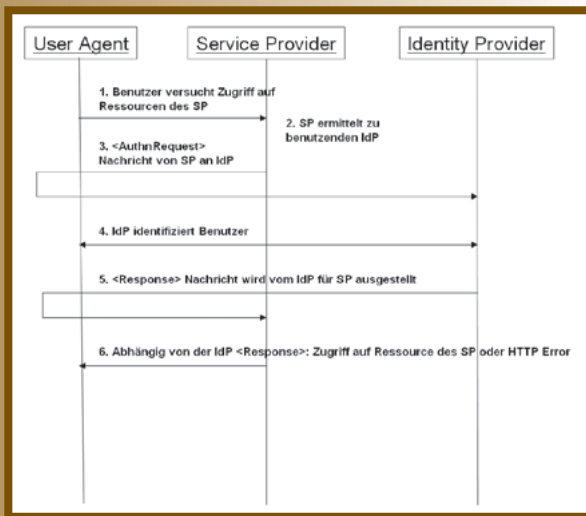 User Agent
Service Provider
Identity Provider
1. Benutzer versucht Zugriff auf
Ressourcen des SP
2. SP ermittelt zu
benutzenden IdP
3. <AuthnRequest>
Nachricht von SP an IdP
4. IdP identifiziert Benutzer
5. <Response> Nachricht wird vom IdP für SP ausgestellt
6. Abhängig von der IdP <Response>: Zugriff auf Ressource des SP oder HTTP Error